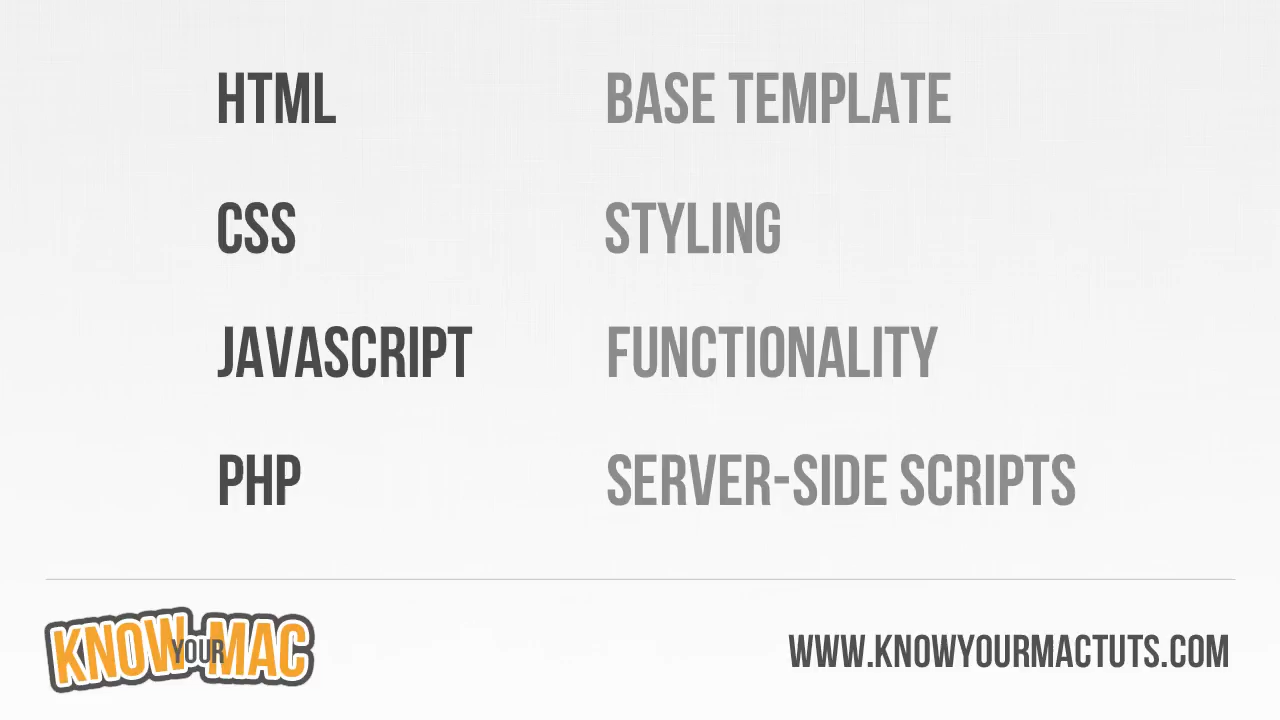 HTML BASE TEMPLATE
CSS STYLING
JAVASCRIPT FUNCTIONALITY
PHP SERVER-SIDE SCRIPTS
KNOW YOUR MAC WWW.KNOWYOURMACTUTS.COM